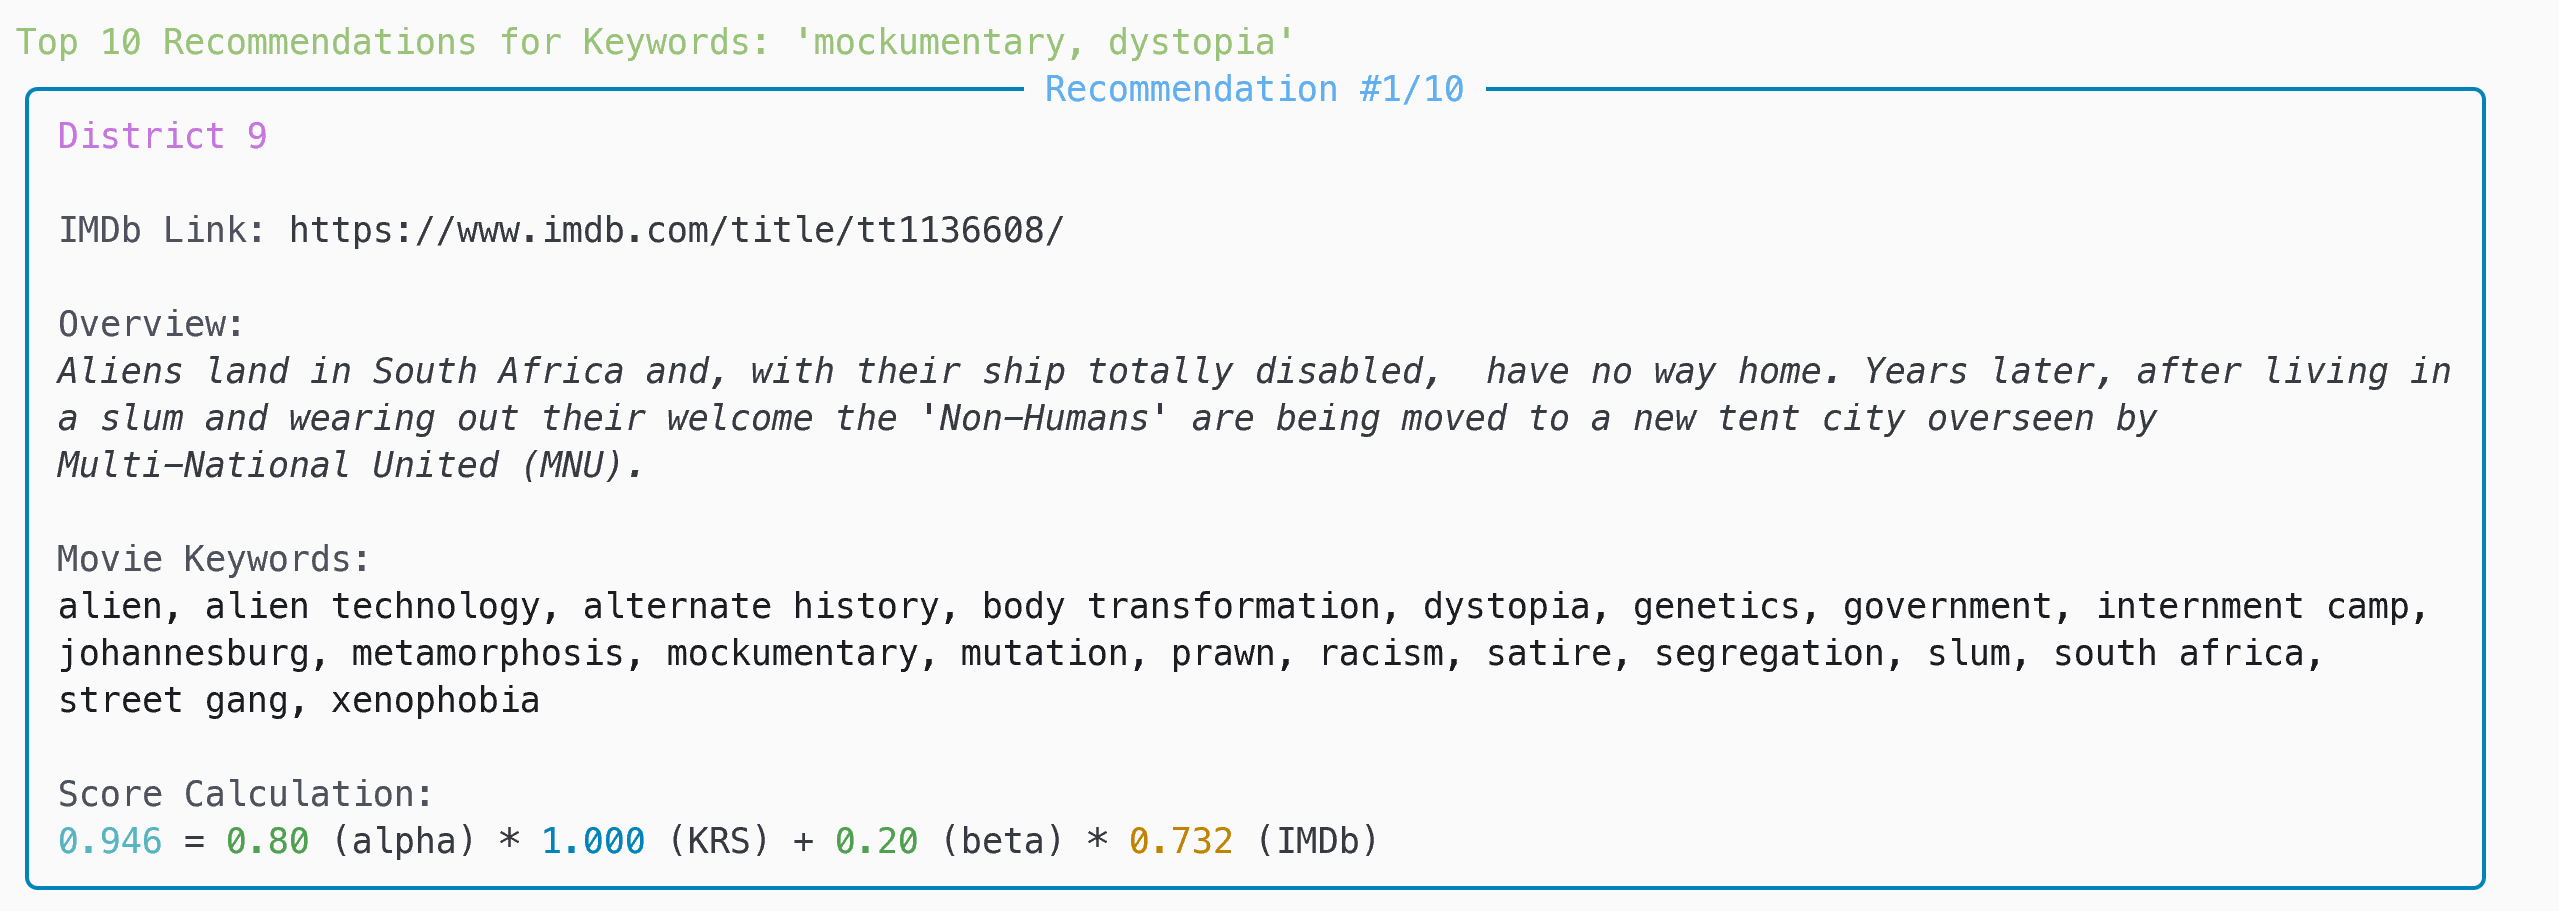 Top 10 Recommendations for Keywords: 'mockumentary, dystopia'
Recommendation #1/10
District 9
IMDb Link: https://www.imdb.com/title/tt1136608/
Overview:
Aliens land in South Africa and, with their ship totally disabled,  have no way home. Years later, after living in
a slum and wearing out their welcome the 'Non-Humans' are being moved to a new tent city overseen by
Multi-National United (MNU).
Movie Keywords:
alien, alien technology, alternate history, body transformation, dystopia, genetics, government, internment camp,
johannesburg, metamorphosis, mockumentary, mutation, prawn, racism, satire, segregation, slum, south africa,
street gang, xenophobia
Score Calculation:
0.946 = 0.80 (alpha) * 1.000 (KRS) + 0.20 (beta) * 0.732 (IMDb)